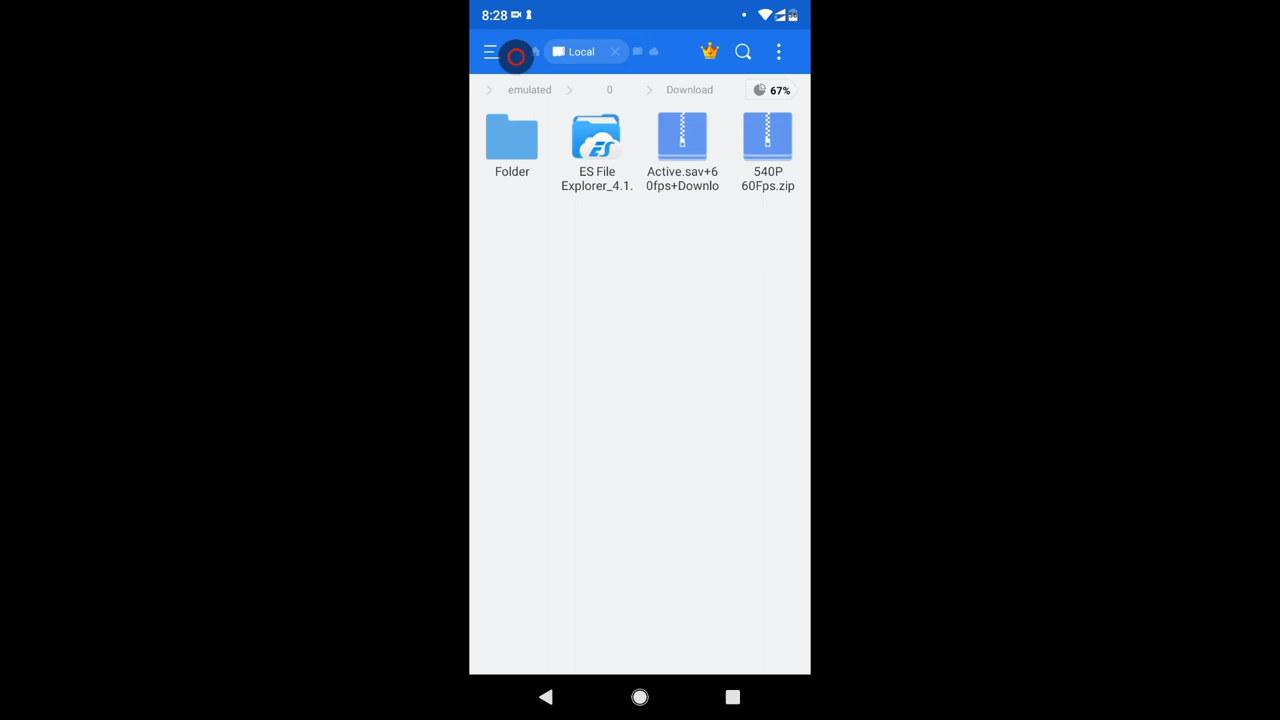 8:28
Local
emulated
0
Download
67%
Folder
ES File
Explorer_4.1.
Active.sav+6
0fps+Downlo
540P
60Fps.zip